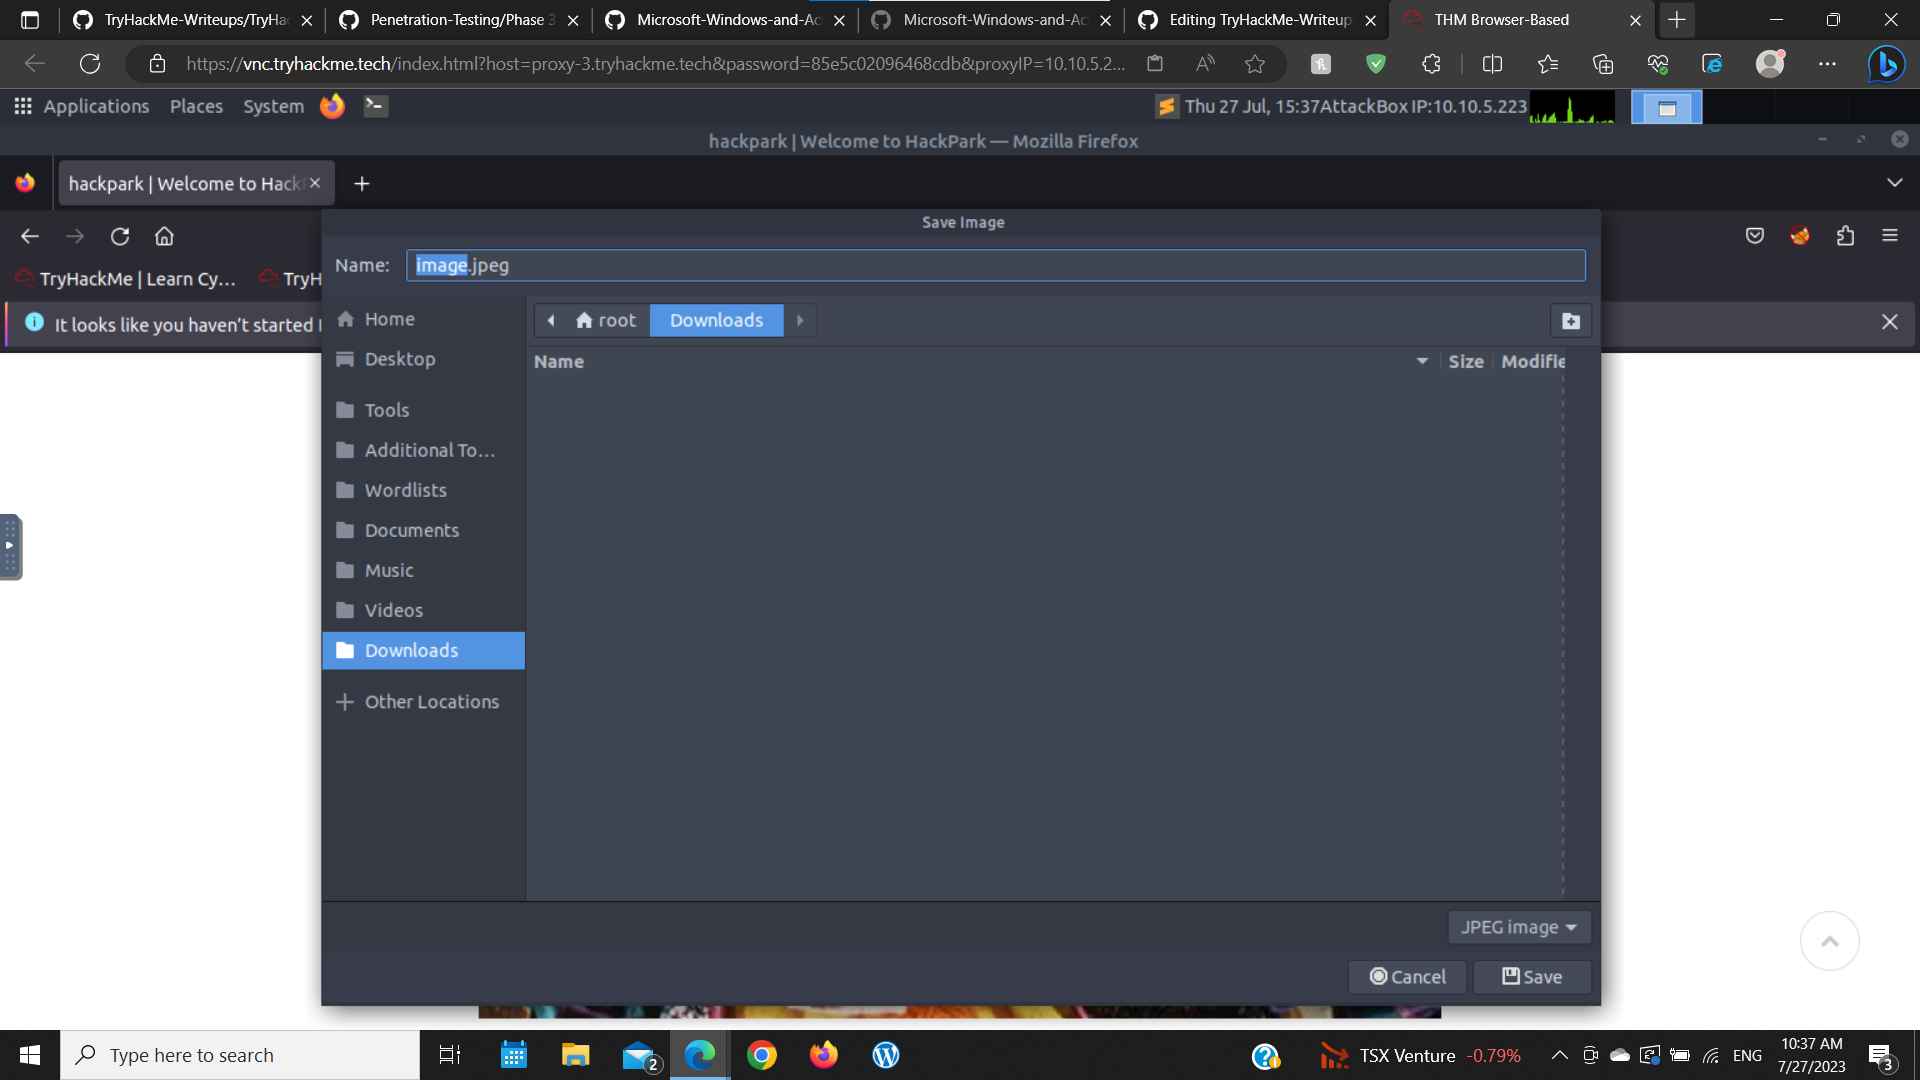 TryHackMe-Writeups/TryHa
Penetration-Testing/Phase 3
Microsoft-Windows-and-Ac
Microsoft-Windows-and-Ac
Editing TryHackMe-Writeup
THM Browser-Based
https://vnc.tryhackme.tech/index.html?host=proxy-3.tryhackme.tech&password=85e5c02096468cdb&proxyIP=10.10.5.2...
Applications Places System
Thu 27 Jul, 15:37 AttackBox IP:10.10.5.223
hackpark | Welcome to HackPark — Mozilla Firefox
hackpark | Welcome to Hack
Save Image
Name: image.jpeg
TryHackMe | Learn Cy...
TryH
It looks like you haven't started
Home
root
Downloads
Desktop
Name Size Modifie
Tools
Additional To...
Wordlists
Documents
Music
Videos
Downloads
Other Locations
JPEG image
Cancel Save
Type here to search
2
TSX Venture -0.79%
ENG
10:37 AM
7/27/2023
3